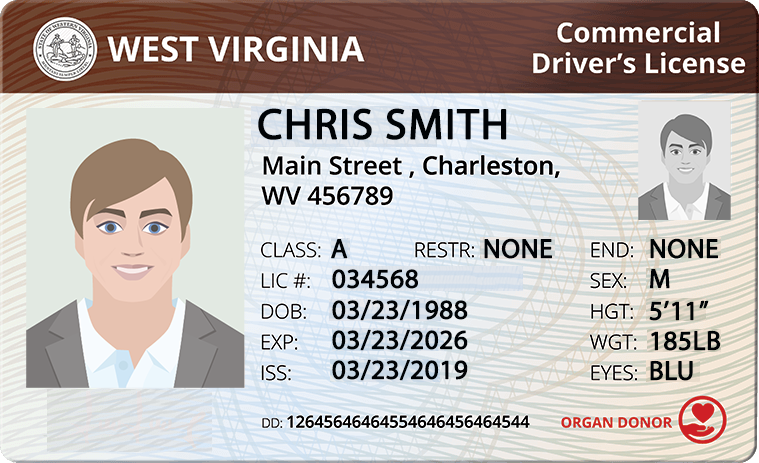 WEST VIRGINIA
Commercial
Driver's License
CHRIS SMITH
Main Street , Charleston,
WV 456789
CLASS: A RESTR: NONE END: NONE
LIC #: 034568 SEX: M
DOB: 03/23/1988 HGT: 5'11"
EXP: 03/23/2026 WGT: 185LB
ISS: 03/23/2019 EYES: BLU
DD: 12645646464554646456464544 ORGAN DONOR